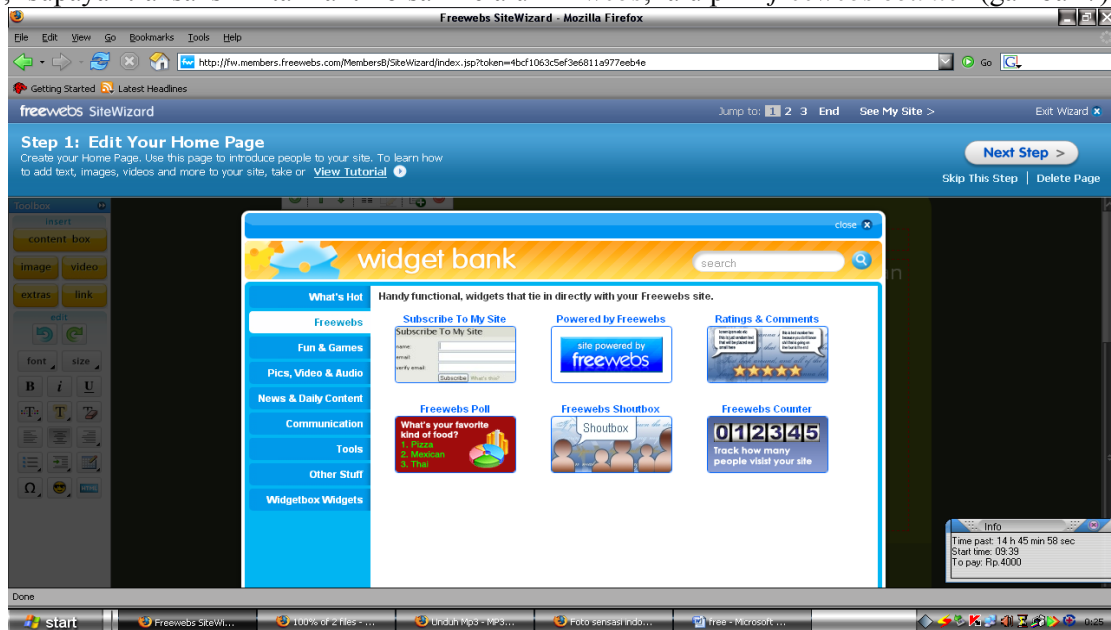 Freewebs SiteWizard - Mozilla Firefox
File Edit View Go Bookmarks Tools Help
http://fw.members.freewebs.com/MembersB/SiteWizard/index.jsp?token=4bcf1063c5ef3e6811a977eeb4e
Go
Getting Started Latest Headlines
freewebs SiteWizard
Jump to: 1 2 3 End See My Site > Exit Wizard x
Step 1: Edit Your Home Page
Create your Home Page. Use this page to introduce people to your site. To learn how
to add text, images, videos and more to your site, take or View Tutorial
Next Step >
Skip This Step | Delete Page
Toolbox
insert
content box
image video
extras link
edit
font size
B i U
close x
widget bank
search
What's Hot
Freewebs
Fun & Games
Pics, Video & Audio
News & Daily Content
Communication
Tools
Other Stuff
Widgetbox Widgets
Handy functional, widgets that tie in directly with your Freewebs site.
Subscribe To My Site
Subscribe To My Site
name:
email:
verify email:
Subscribe What's this?
Powered by Freewebs
site powered by
freewebs
Ratings & Comments
Freewebs Poll
What's your favorite
kind of food?
1. Pizza
2. Mexican
3. Thai
Freewebs Shoutbox
Shoutbox
Freewebs Counter
012345
Track how many
people visist your site
Info
Time past: 14 h 45 min 58 sec
Start time: 09:39
To pay: Rp.4000
Done
start
Freewebs SiteWi...
100% of 2 files - ...
Unduh Mp3 - MP3...
Foto sensasi indo...
free - Microsoft ...
0:25